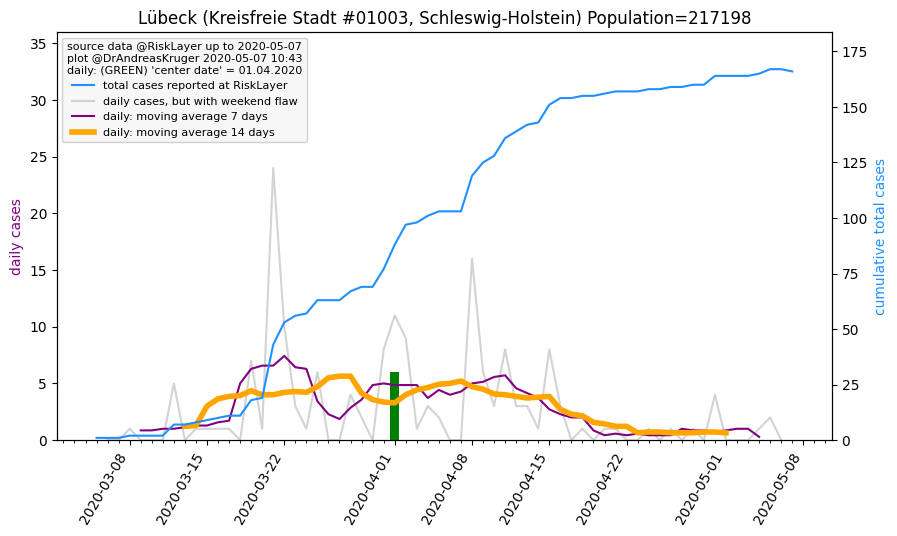 Lübeck (Kreisfreie Stadt #01003, Schleswig-Holstein) Population=217198
source data @RiskLayer up to 2020-05-07
plot @DrAndreasKruger 2020-05-07 10:43
daily: (GREEN) 'center date' = 01.04.2020
total cases reported at RiskLayer
daily cases, but with weekend flaw
daily: moving average 7 days
daily: moving average 14 days
daily cases
35
30
25
20
15
10
5
0
cumulative total cases
175
150
125
100
75
50
25
0
2020-03-08
2020-03-15
2020-03-22
2020-04-01
2020-04-08
2020-04-15
2020-04-22
2020-05-01
2020-05-08